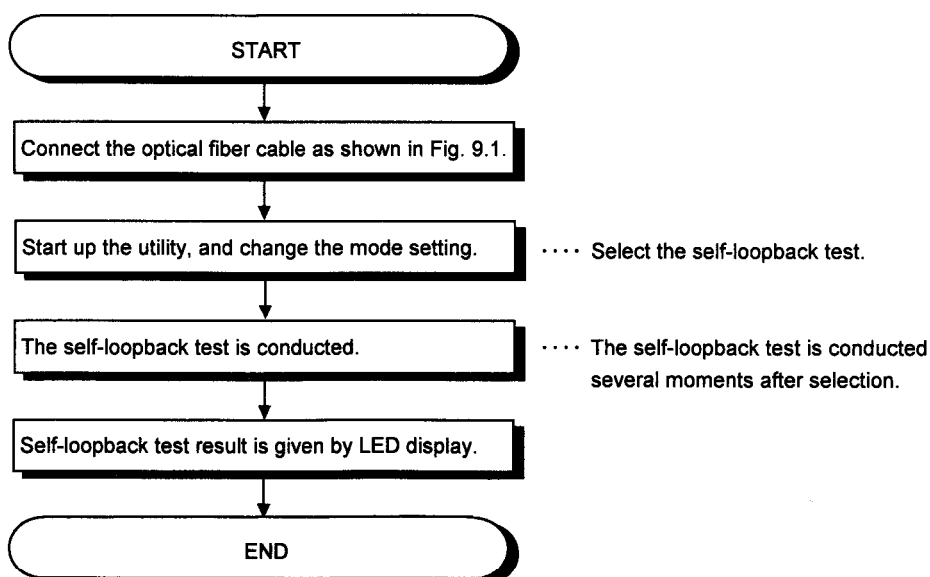 START
Connect the optical fiber cable as shown in Fig. 9.1.
Start up the utility, and change the mode setting.
···· Select the self-loopback test.
The self-loopback test is conducted.
···· The self-loopback test is conducted
several moments after selection.
Self-loopback test result is given by LED display.
END